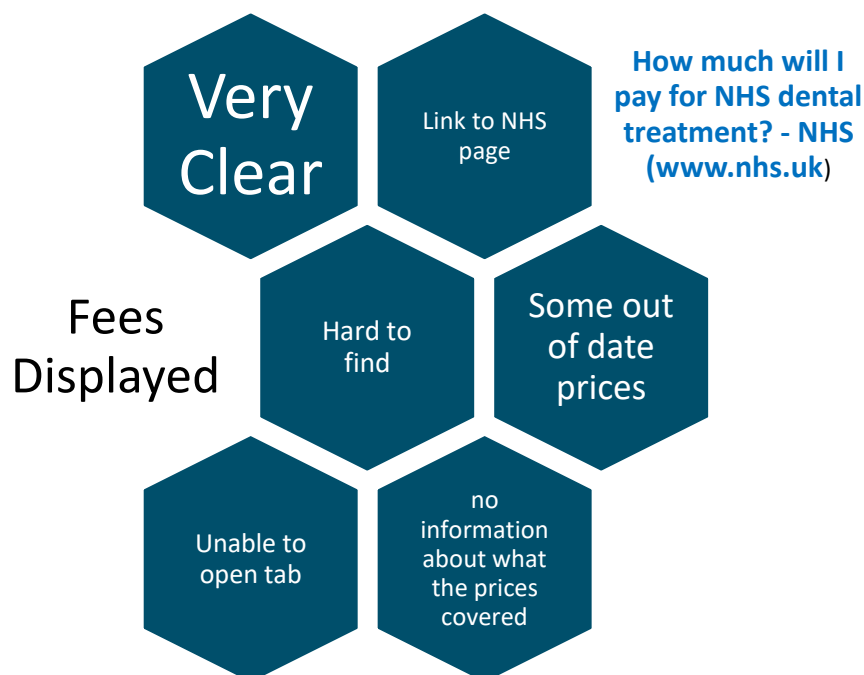 Very
Clear
Link to NHS
page
How much will I
pay for NHS dental
treatment? - NHS
(www.nhs.uk)
Fees
Displayed
Hard to
find
Some out
of date
prices
Unable to
open tab
no
information
about what
the prices
covered